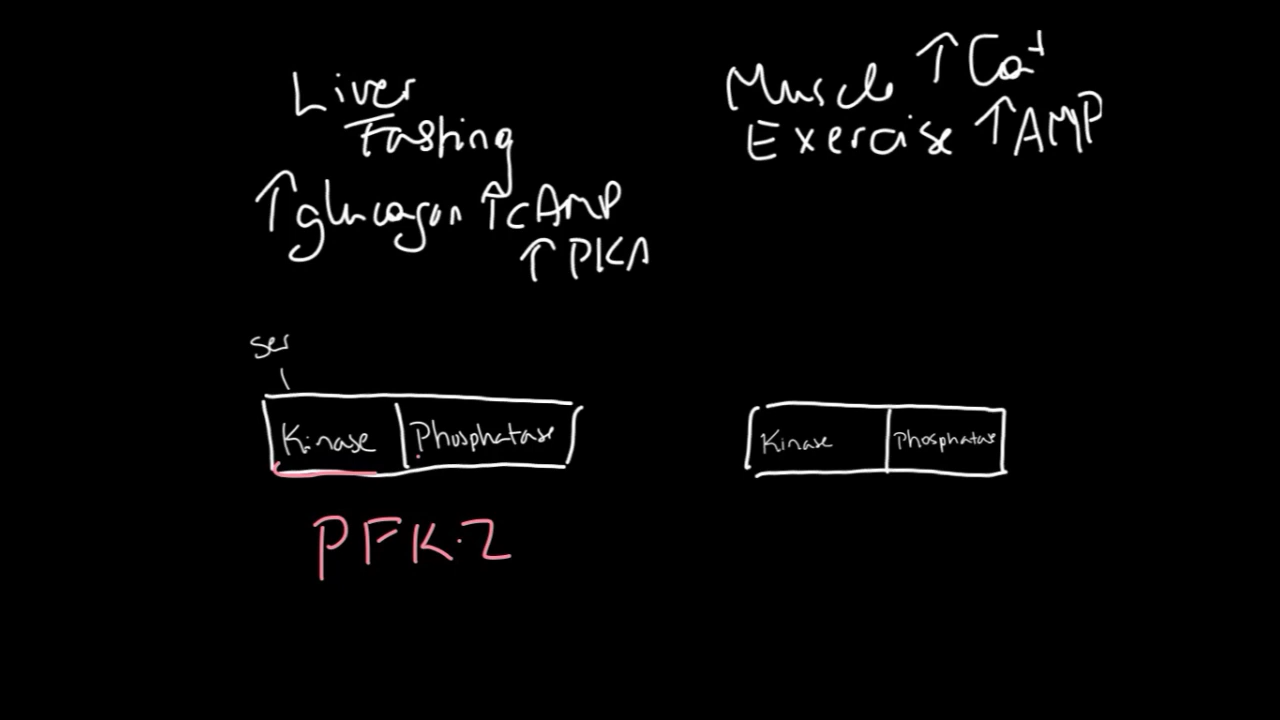 Liver
Fasting
↑glucagon ↑cAMP
↑PKA
Muscle ↑Ca+
Exercise ↑AMP
ser
Kinase Phosphatase
PFK-2
Kinase Phosphatase